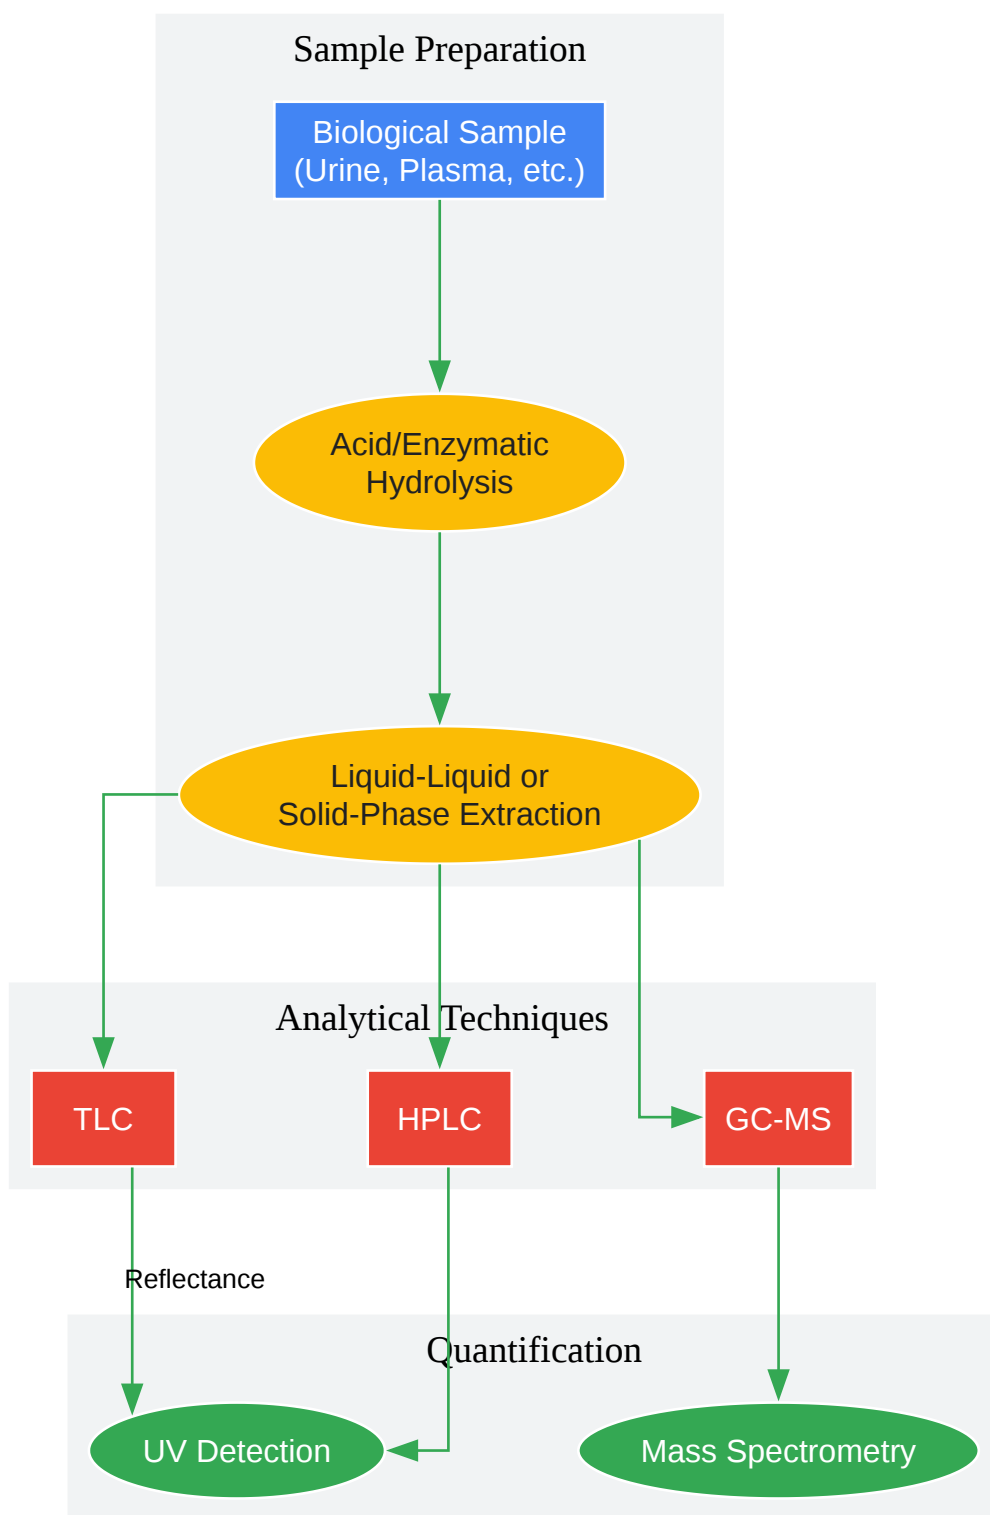 Sample Preparation
Biological Sample
(Urine, Plasma, etc.)
Acid/Enzymatic
Hydrolysis
Liquid-Liquid or
Solid-Phase Extraction
Analytical Techniques
TLC
HPLC
GC-MS
Reflectance
Quantification
UV Detection
Mass Spectrometry